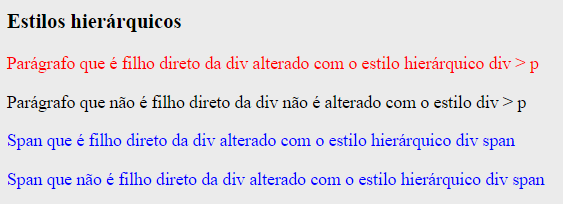 Estilos hierárquicos
Parágrafo que é filho direto da div alterado com o estilo hierárquico div > p
Parágrafo que não é filho direto da div não é alterado com o estilo div > p
Span que é filho direto da div alterado com o estilo hierárquico div span
Span que não é filho direto da div alterado com o estilo hierárquico div span